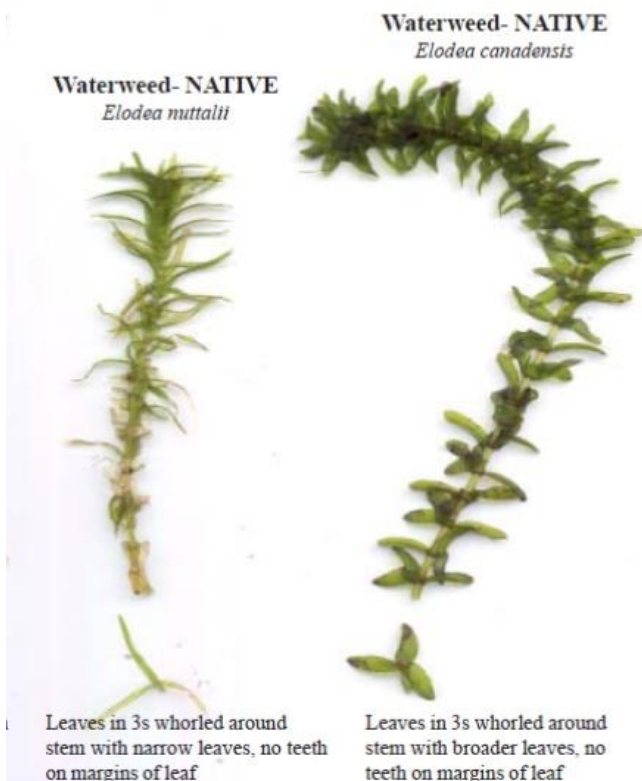 Waterweed- NATIVE
Elodea canadensis
Waterweed- NATIVE
Elodea nuttalii
Leaves in 3s whorled around
stem with narrow leaves, no teeth
on margins of leaf
Leaves in 3s whorled around
stem with broader leaves, no
teeth on margins of leaf